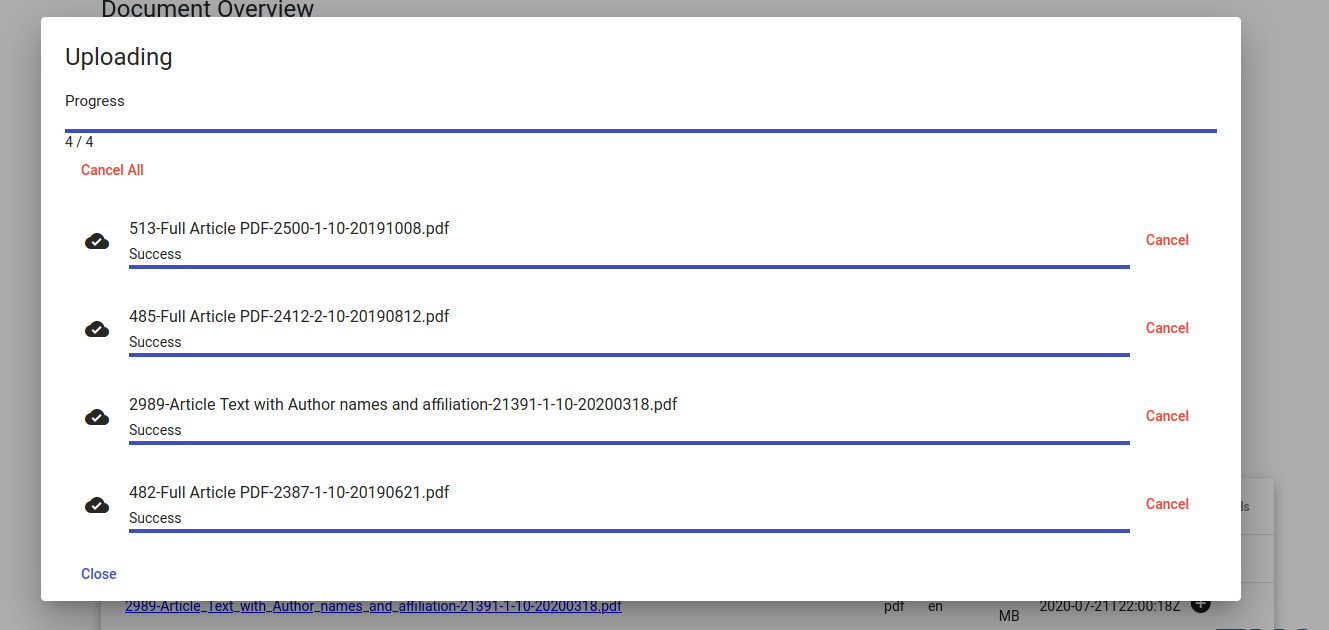 Document Overview
Uploading
Progress
4 / 4
Cancel All
513-Full Article PDF-2500-1-10-20191008.pdf
Success
Cancel
485-Full Article PDF-2412-2-10-20190812.pdf
Success
Cancel
2989-Article Text with Author names and affiliation-21391-1-10-20200318.pdf
Success
Cancel
482-Full Article PDF-2387-1-10-20190621.pdf
Success
Cancel
ls
Close
2989-Article_Text_with_Author_names_and_affiliation-21391-1-10-20200318.pdf pdf en MB 2020-07-21T22:00:18Z